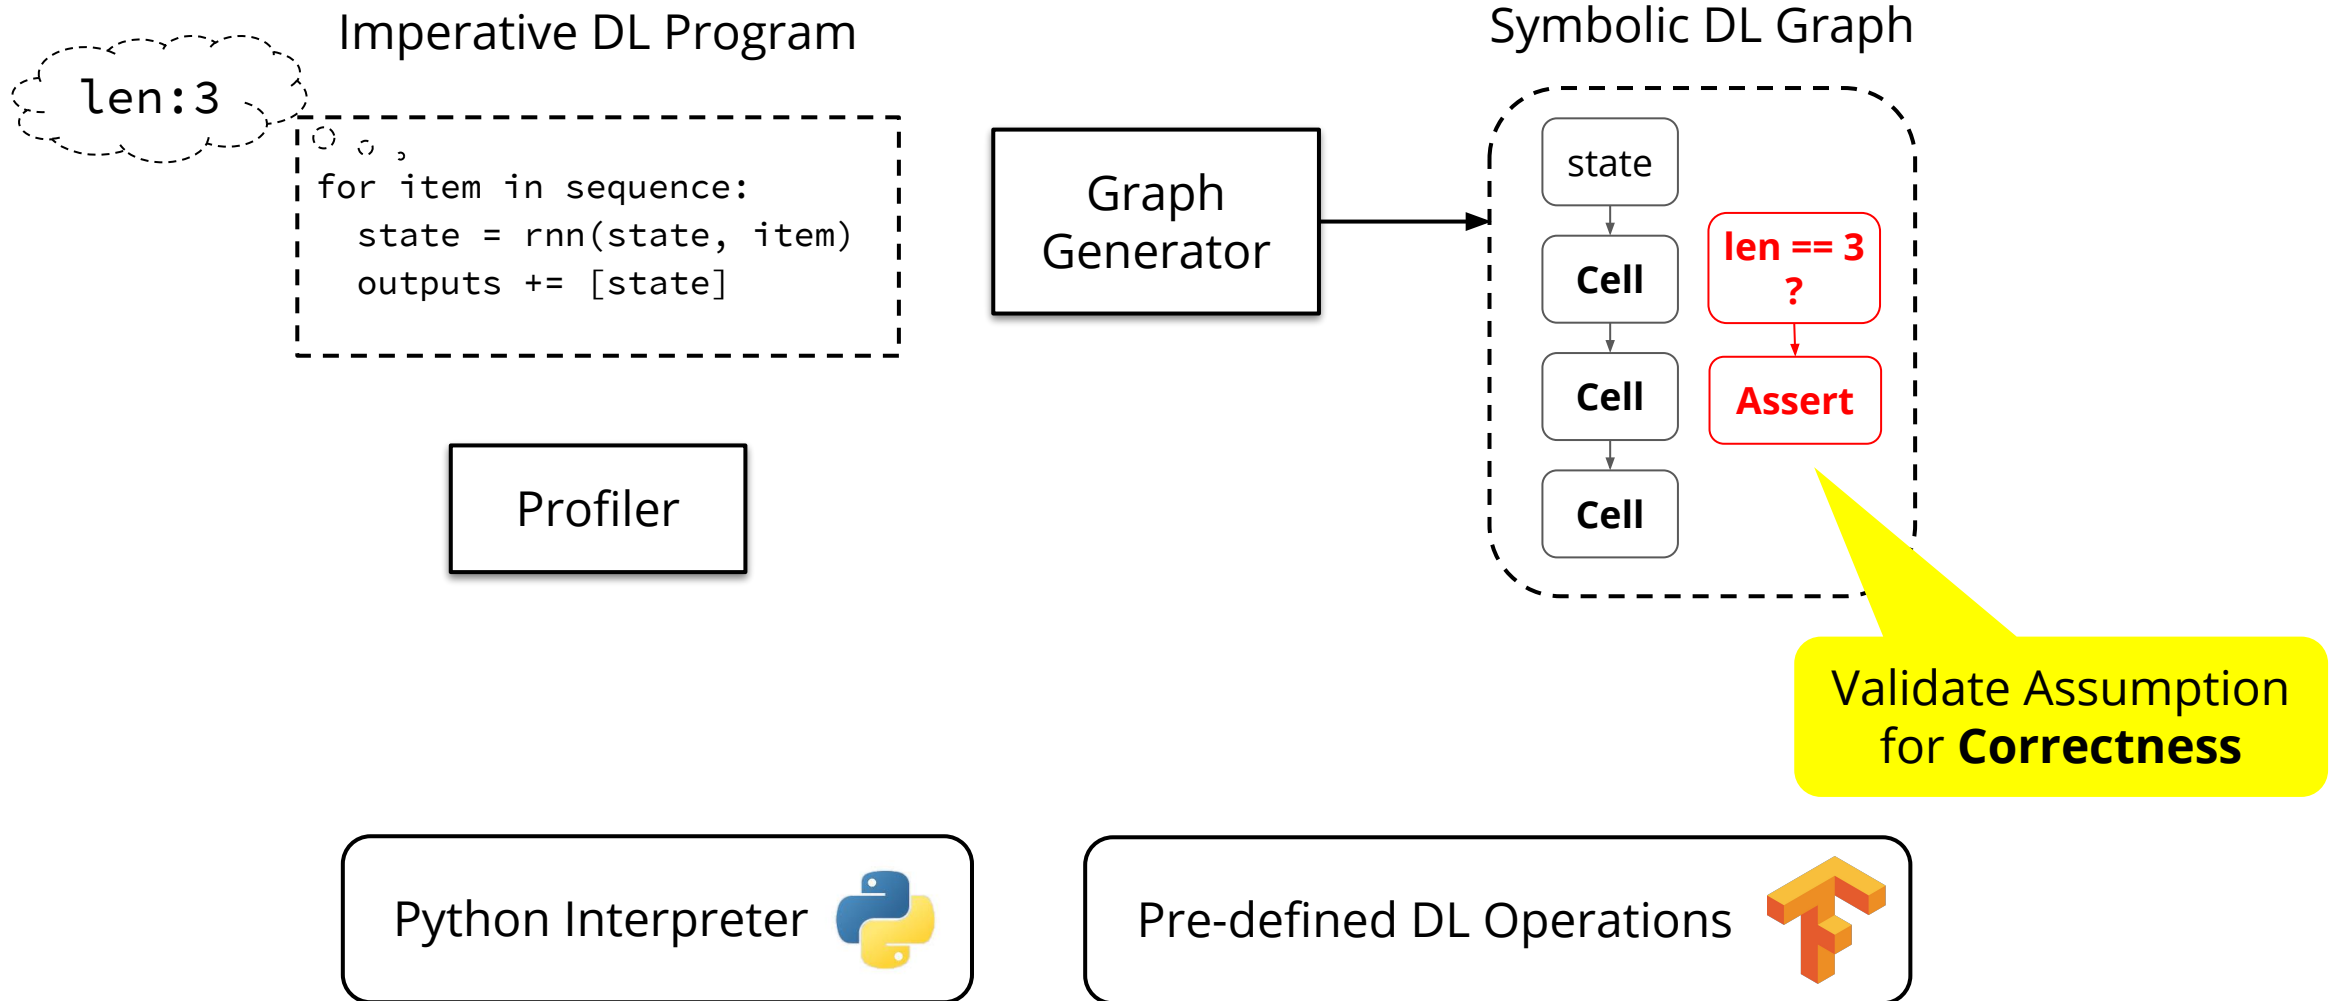 Imperative DL Program
len:3
for item in sequence:
  state = rnn(state, item)
  outputs += [state]
Profiler
Graph
Generator
Symbolic DL Graph
state
Cell
Cell
Cell
len == 3
?
Assert
Validate Assumption
for Correctness
Python Interpreter
Pre-defined DL Operations